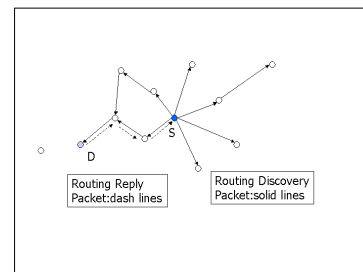 S
D
Routing Reply
Packet:dash lines
Routing Discovery
Packet:solid lines